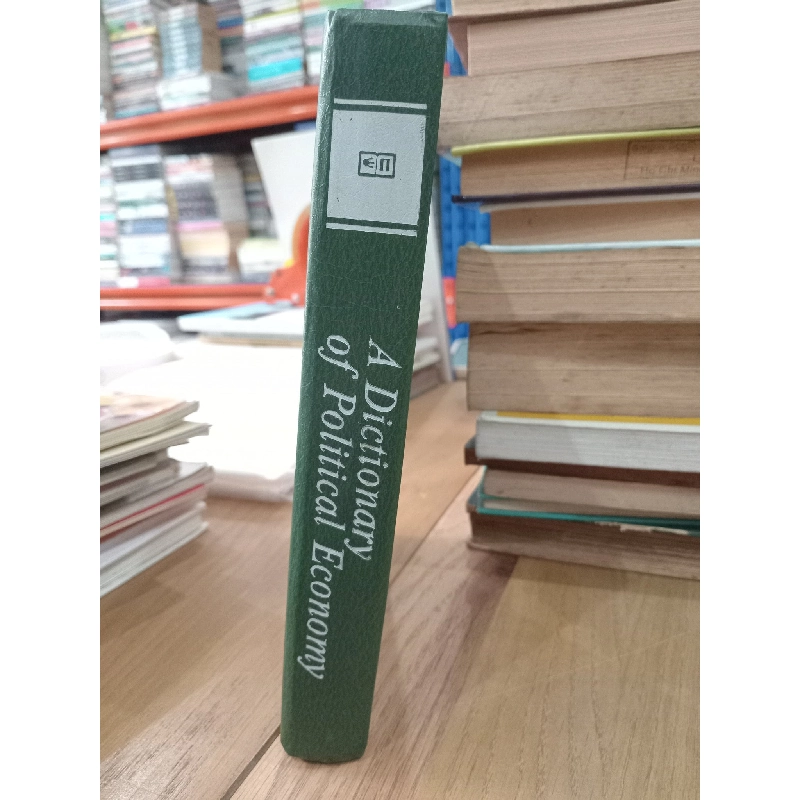 A Dictionary
of Political Economy